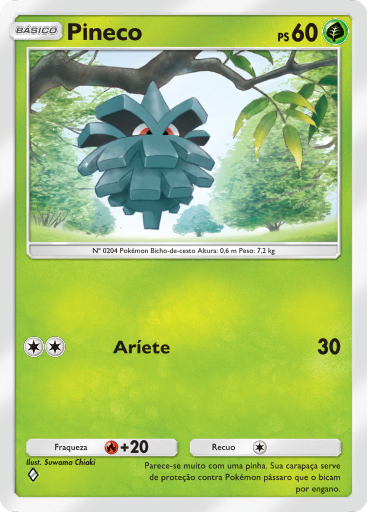 BÁSICO Pineco PS 60
Nº 0204 Pokémon Bicho-de-cesto Altura: 0,6 m Peso: 7,2 kg
Aríete 30
Fraqueza +20 Recuo
Ilust. Suwama Chiaki
Parece-se muito com uma pinha. Sua carapaça serve
de proteção contra Pokémon pássaro que o bicam
por engano.